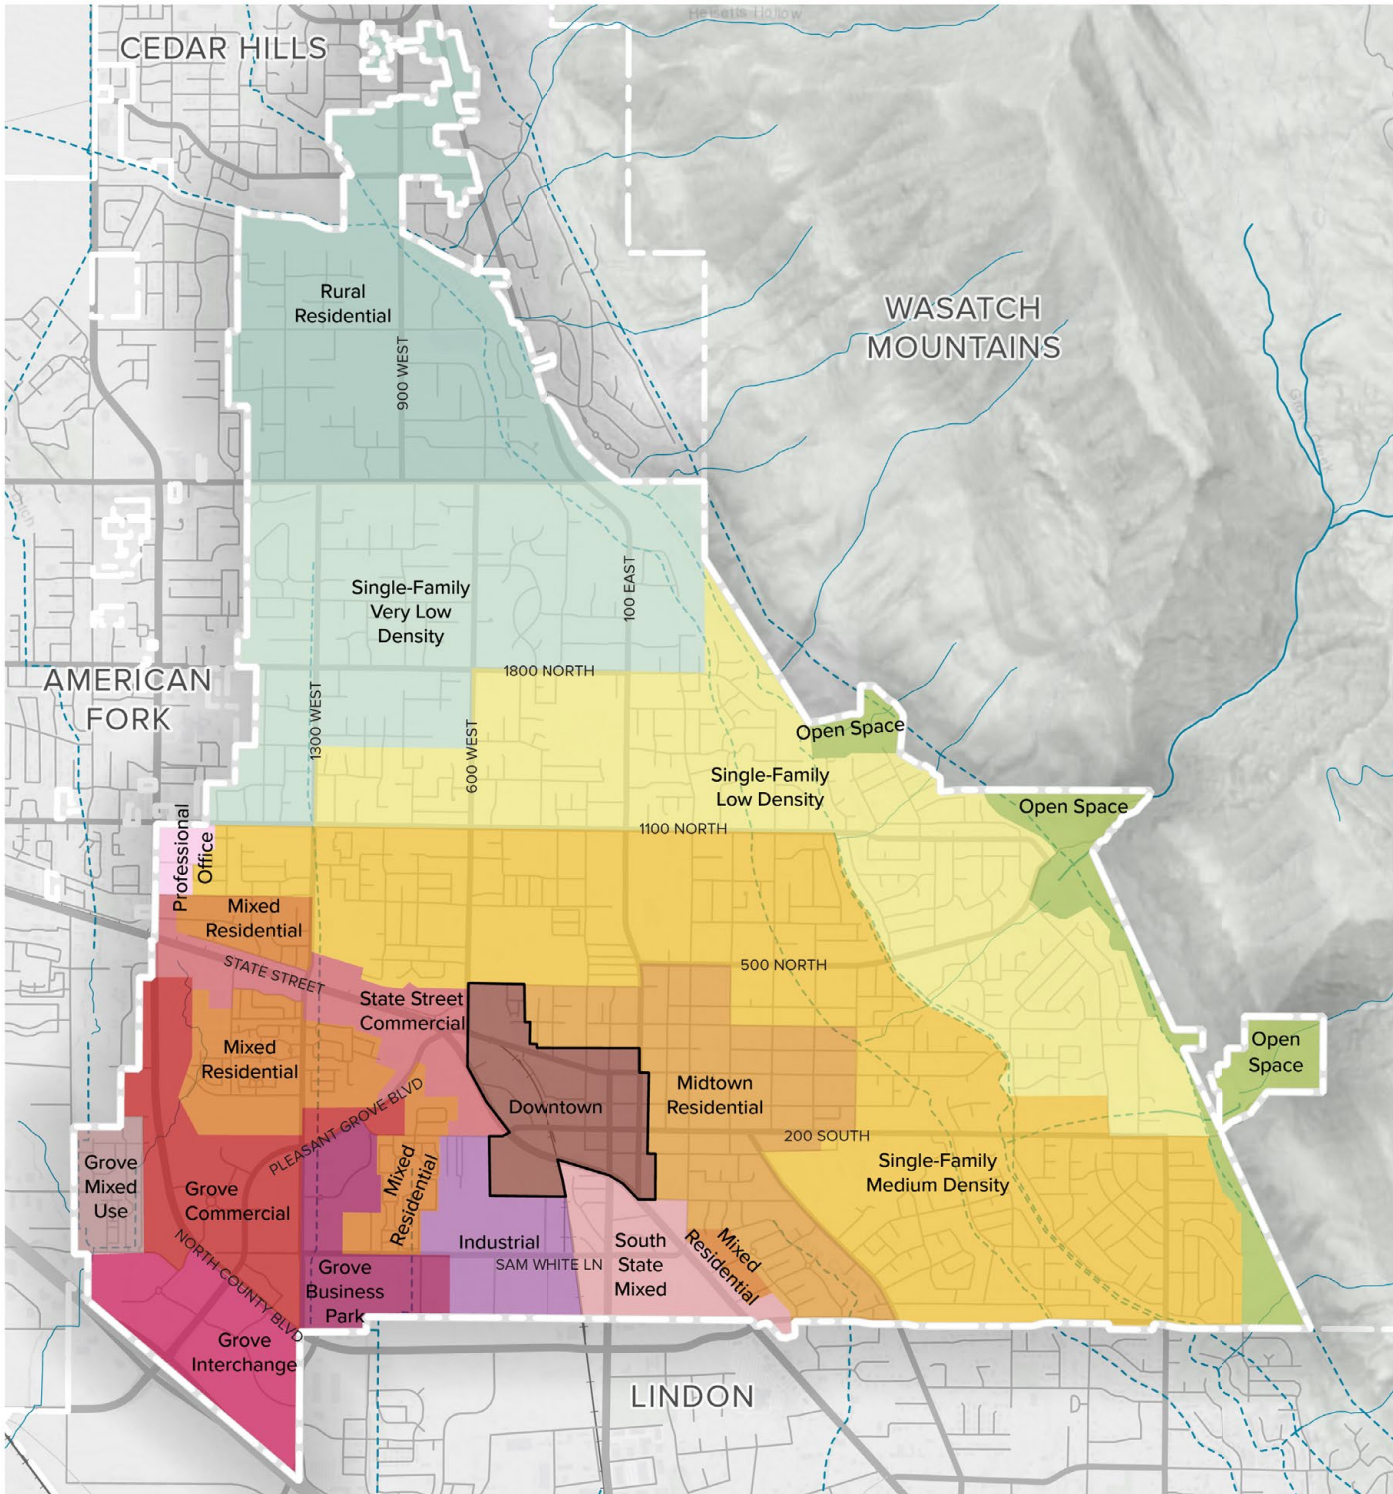 Heisetts Hollow
CEDAR HILLS
Rural
Residential
WASATCH
MOUNTAINS
900 WEST
Single-Family
Very Low
Density
100 EAST
AMERICAN
FORK
1800 NORTH
1300 WEST
600 WEST
Open Space
Single-Family
Low Density
Open Space
1100 NORTH
Professional
Office
Mixed
Residential
STATE STREET
500 NORTH
State Street
Commercial
Mixed
Residential
Open
Space
Midtown
Residential
Downtown
PLEASANT GROVE BLVD
200 SOUTH
Grove
Mixed
Use
Mixed
Residential
Single-Family
Medium Density
Grove
Commercial
Industrial
South
State
Mixed
Mixed
Residential
SAM WHITE LN
NORTH COUNTY BLVD
Grove
Business
Park
Grove
Interchange
LINDON